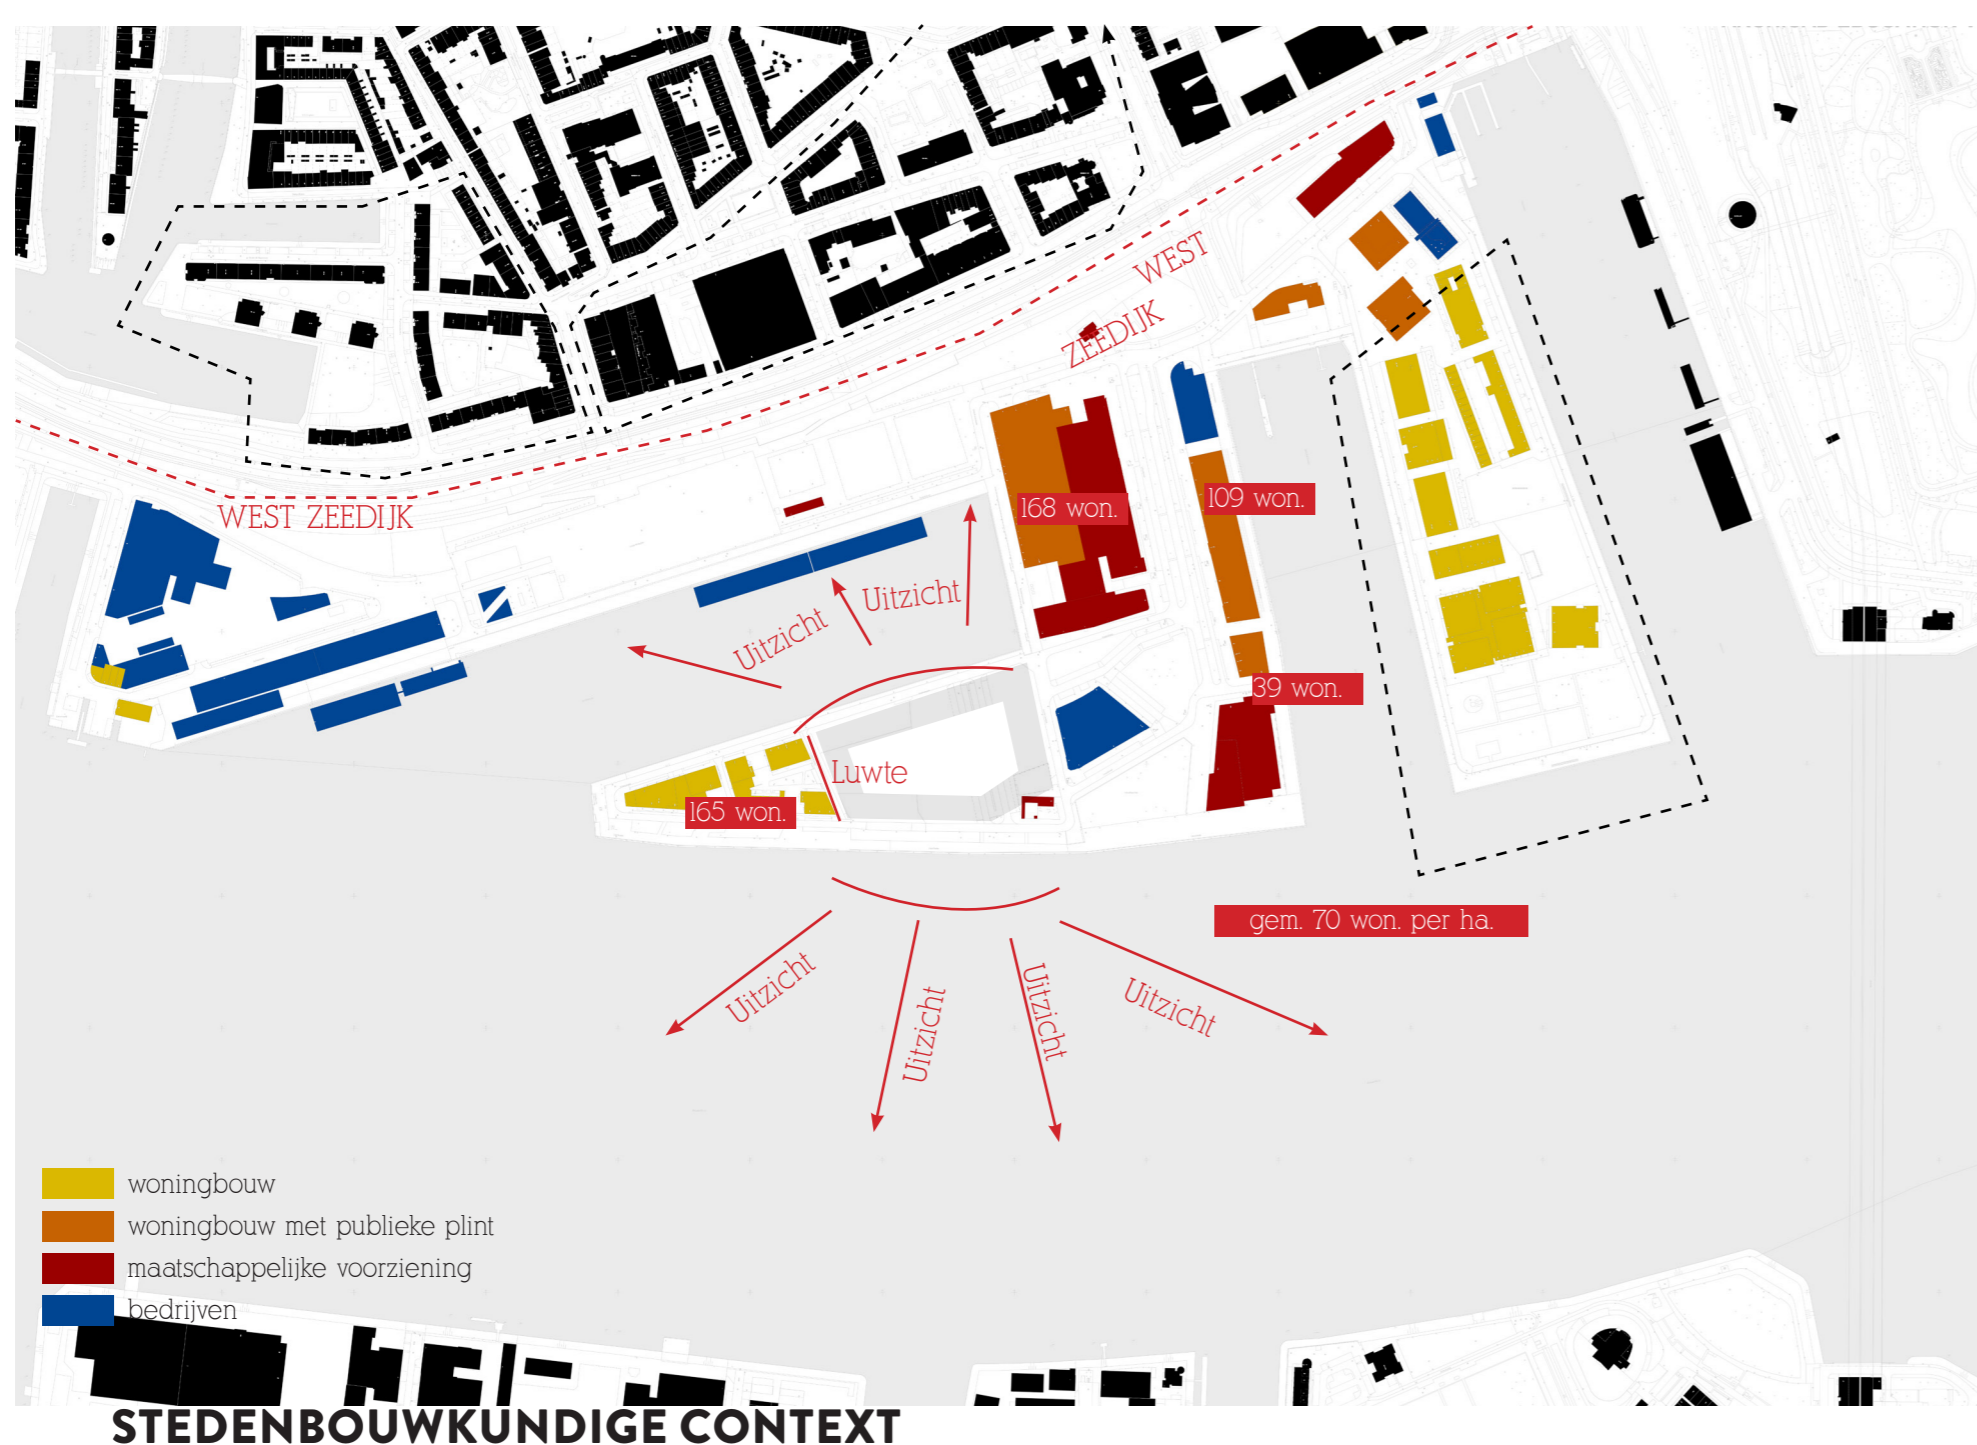 WEST
ZEEDIJK
WEST ZEEDIJK
168 won.
109 won.
Uitzicht
Uitzicht
39 won.
Luwte
165 won.
gem. 70 won. per ha.
Uitzicht
Uitzicht
Uitzicht
Uitzicht
woningbouw
woningbouw met publieke plint
maatschappelijke voorziening
bedrijven
STEDENBOUWKUNDIGE CONTEXT